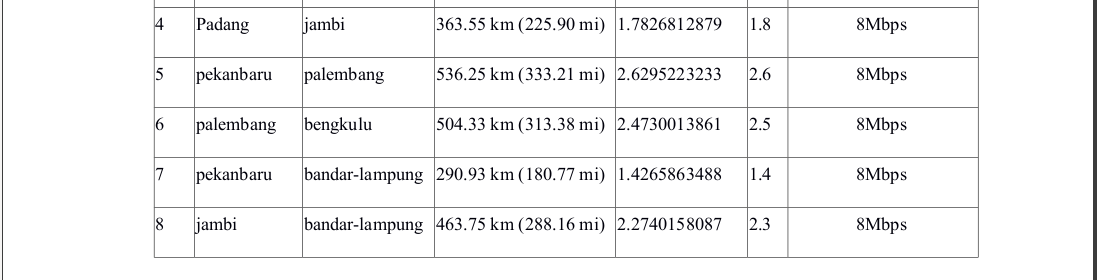 4 Padang jambi 363.55 km (225.90 mi) 1.7826812879 1.8 8Mbps
5 pekanbaru palembang 536.25 km (333.21 mi) 2.6295223233 2.6 8Mbps
6 palembang bengkulu 504.33 km (313.38 mi) 2.4730013861 2.5 8Mbps
7 pekanbaru bandar-lampung 290.93 km (180.77 mi) 1.4265863488 1.4 8Mbps
8 jambi bandar-lampung 463.75 km (288.16 mi) 2.2740158087 2.3 8Mbps